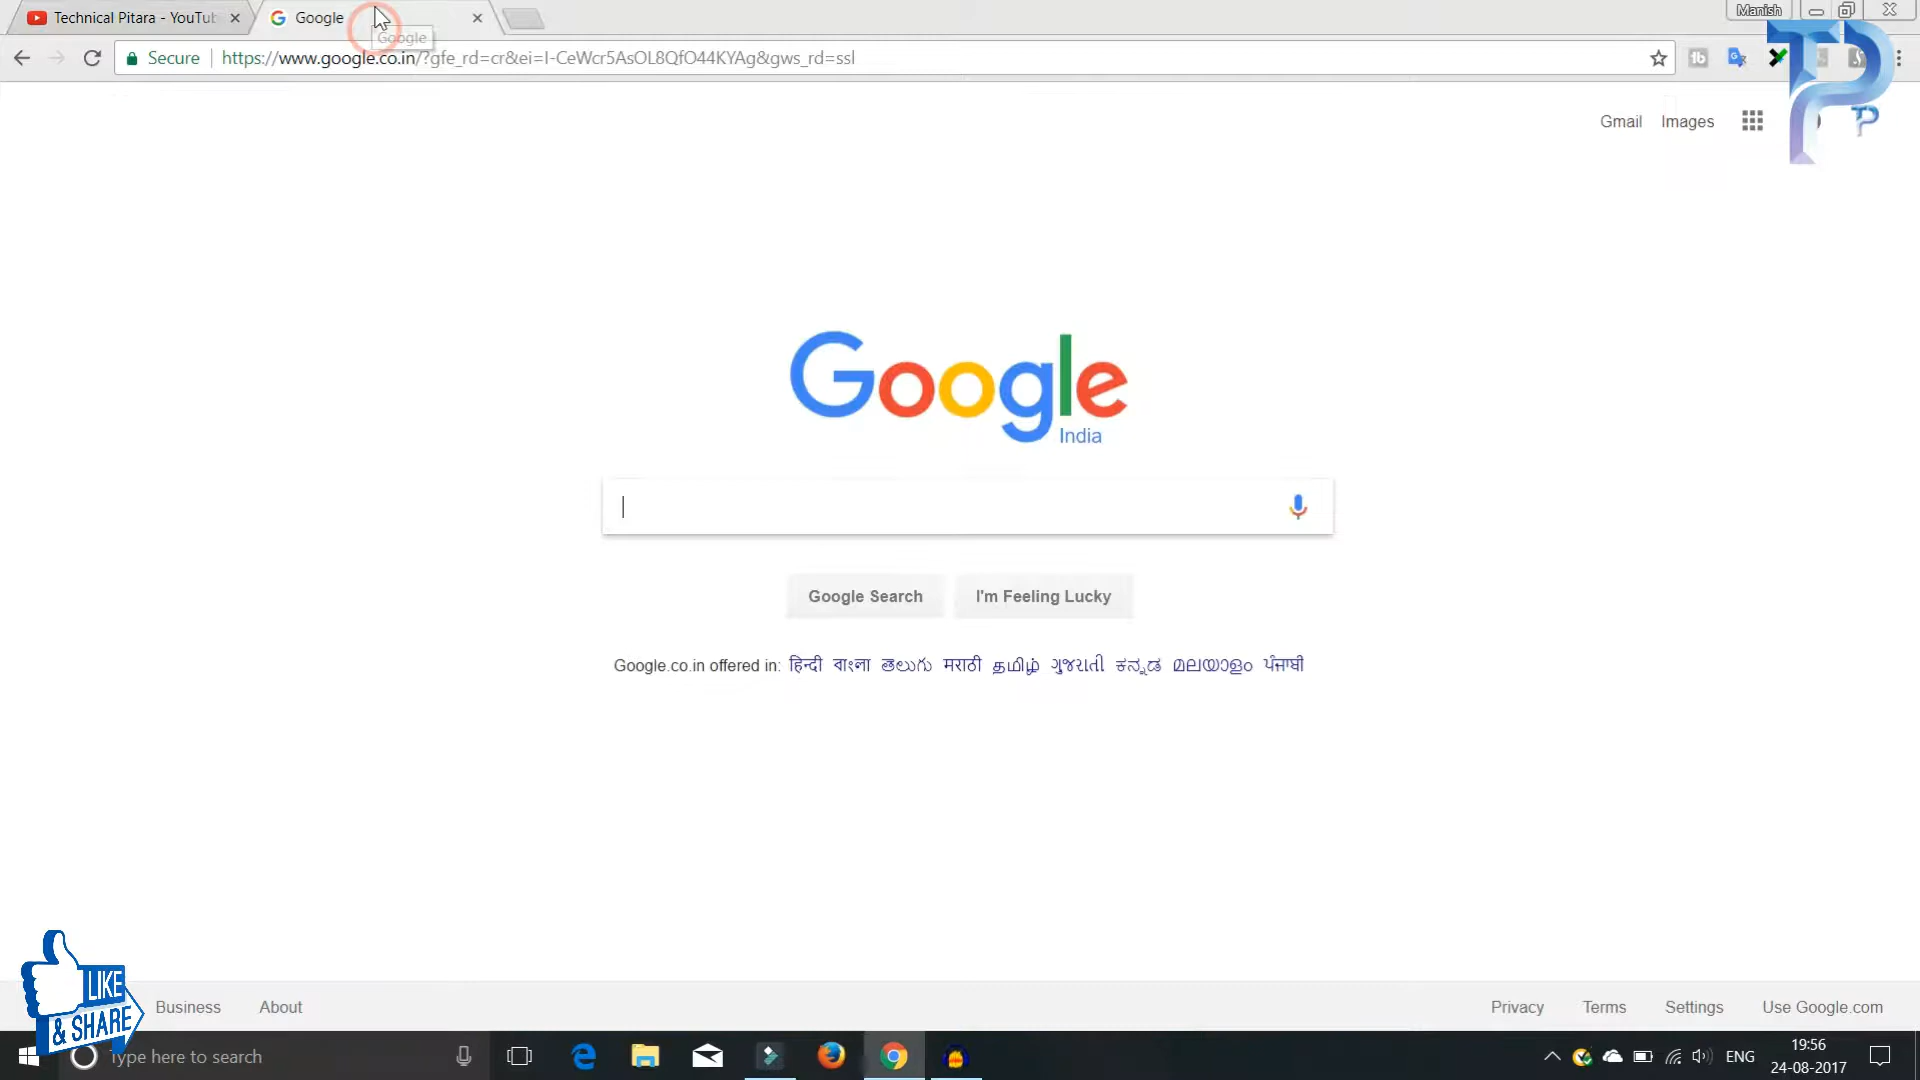 Technical Pitara - YouTub
Google
Manish
Google
Secure
https://www.google.co.in/?gfe_rd=cr&ei=I-CeWcr5AsOL8QfO44KYAg&gws_rd=ssl
Gmail Images
Google
India
Google Search I'm Feeling Lucky
Google.co.in offered in: हिन्दी বাংলা తెలుగు मराठी தமிழ் ગુજરાતી ಕನ್ನಡ മലയാളം ਪੰਜਾਬੀ
LIKE
& SHARE
Business About
Privacy Terms Settings Use Google.com
Type here to search
ENG
19:56
24-08-2017